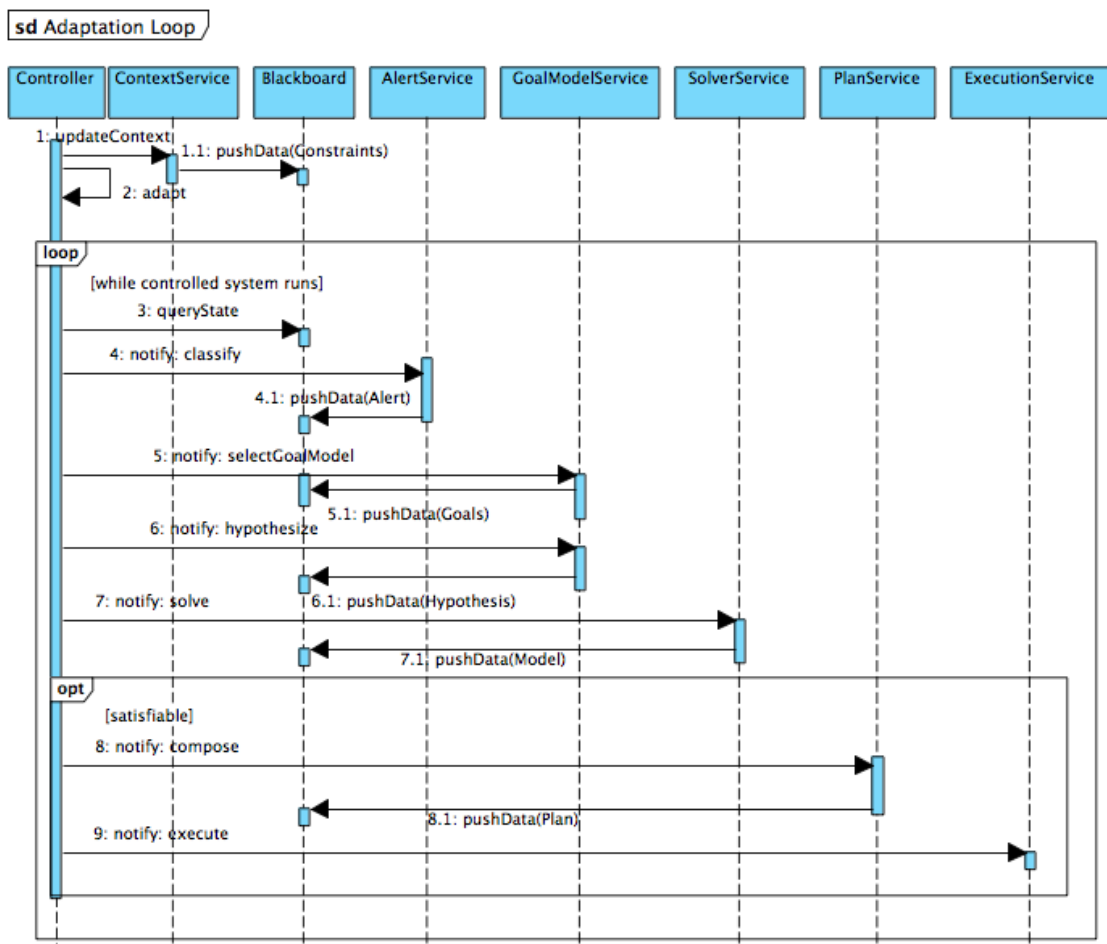 sd Adaptation Loop
Controller ContextService Blackboard AlertService GoalModelService SolverService PlanService ExecutionService
1: updateContext
1.1: pushData(Constraints)
2: adapt
loop
[while controlled system runs]
3: queryState
4: notify: classify
4.1: pushData(Alert)
5: notify: selectGoalModel
5.1: pushData(Goals)
6: notify: hypothesize
7: notify: solve
6.1: pushData(Hypothesis)
7.1: pushData(Model)
opt
[satisfiable]
8: notify: compose
8.1: pushData(Plan)
9: notify: execute